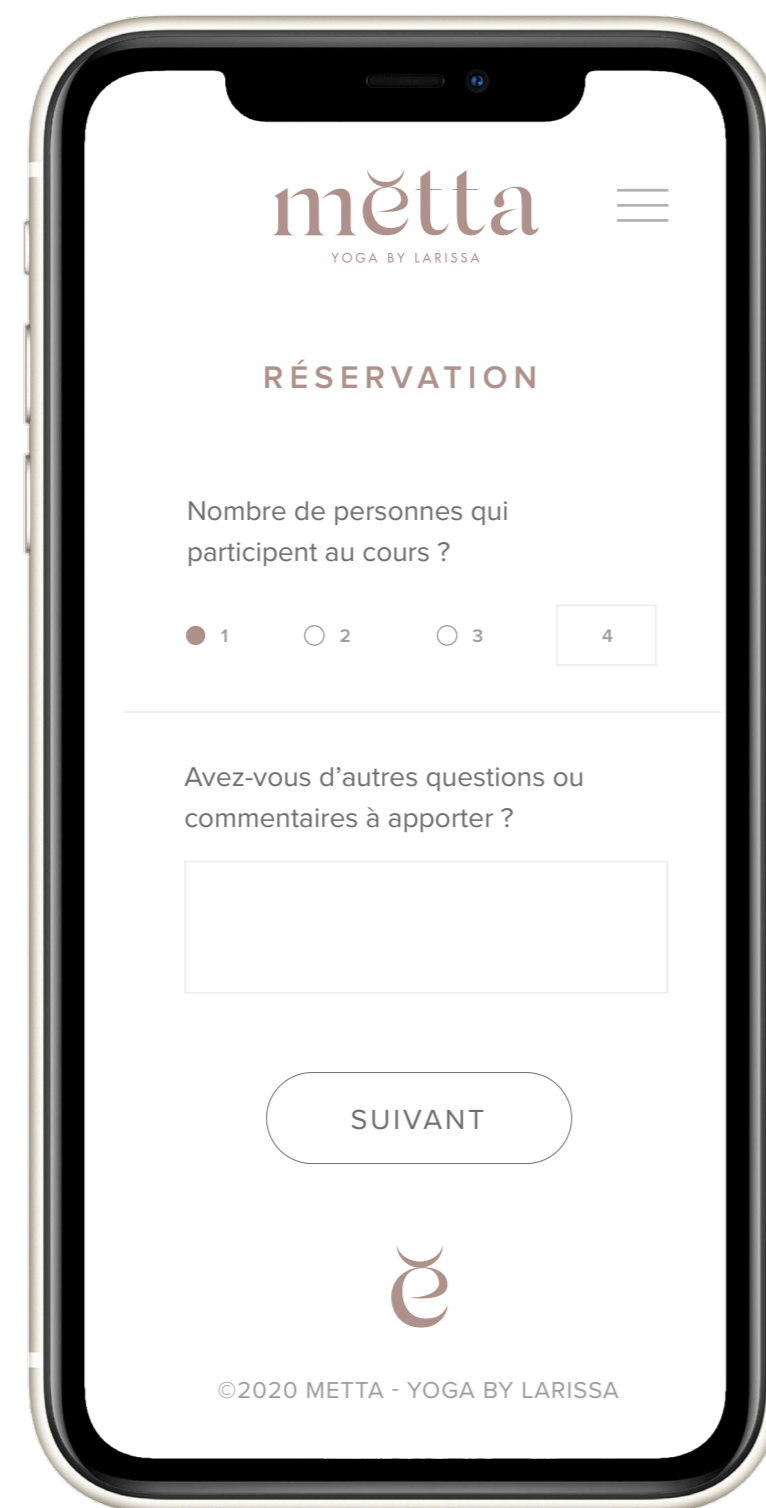 mĕtta
YOGA BY LARISSA
RÉSERVATION
Nombre de personnes qui
participent au cours ?
1 2 3 4
Avez-vous d’autres questions ou
commentaires à apporter ?
SUIVANT
ĕ
©2020 METTA - YOGA BY LARISSA